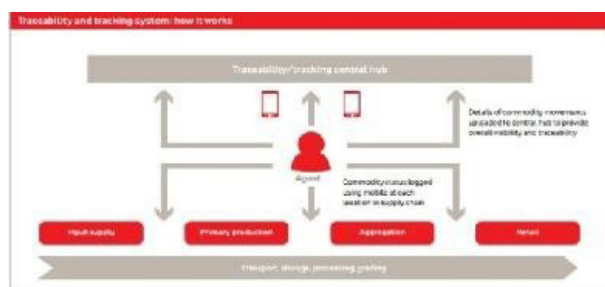 Traceability and tracking system: how it works
Traceability/tracking central hub
Details of commodity movements
uploaded to central hub to provide
overall visibility and traceability
Agent
Commodity status logged
using mobile at each
location in supply chain
Input supply
Primary production
Aggregation
Retail
Transport, storage, processing, grading